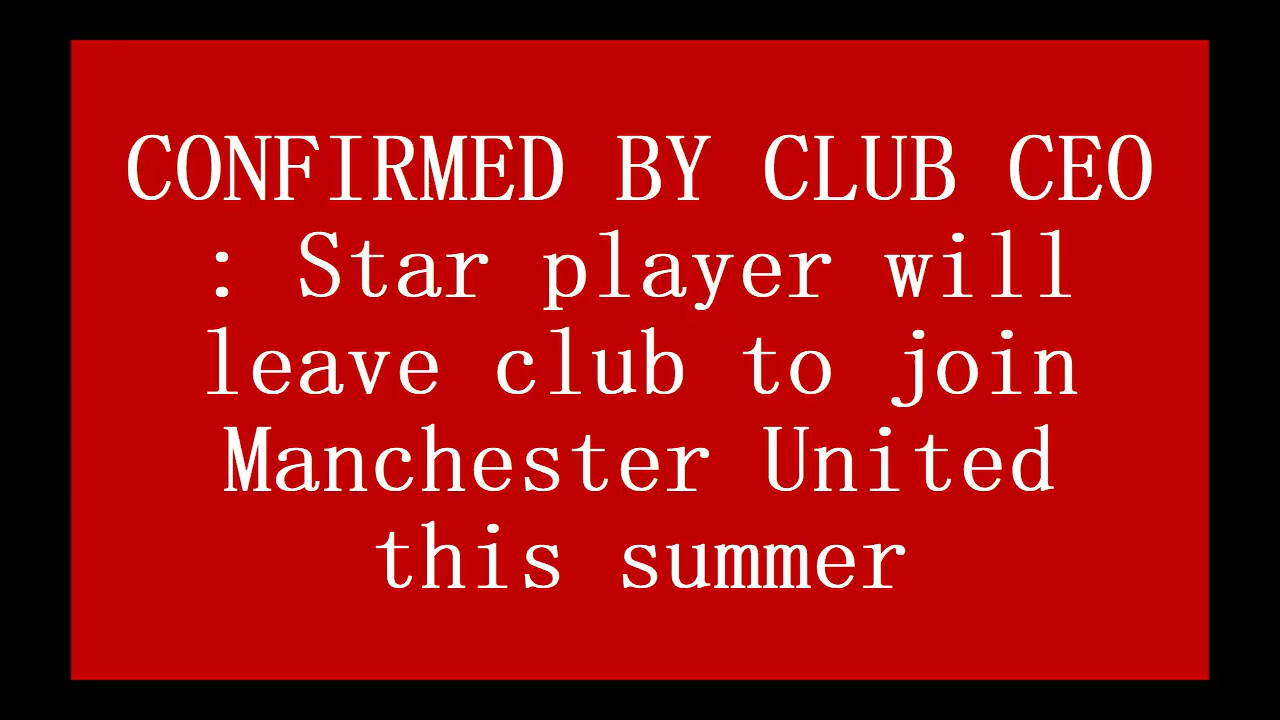 CONFIRMED BY CLUB CEO
: Star player will
leave club to join
Manchester United
this summer